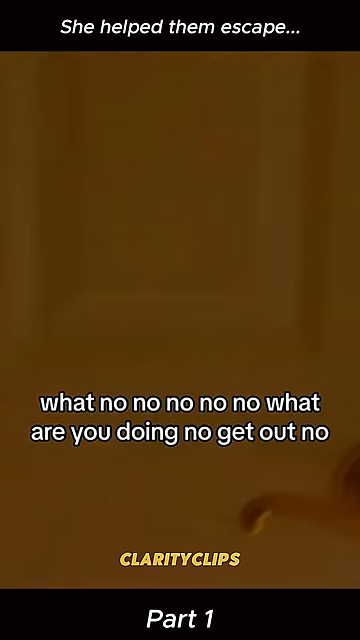 She helped them escape...
what no no no no no what
are you doing no get out no
CLARITYCLIPS
Part 1